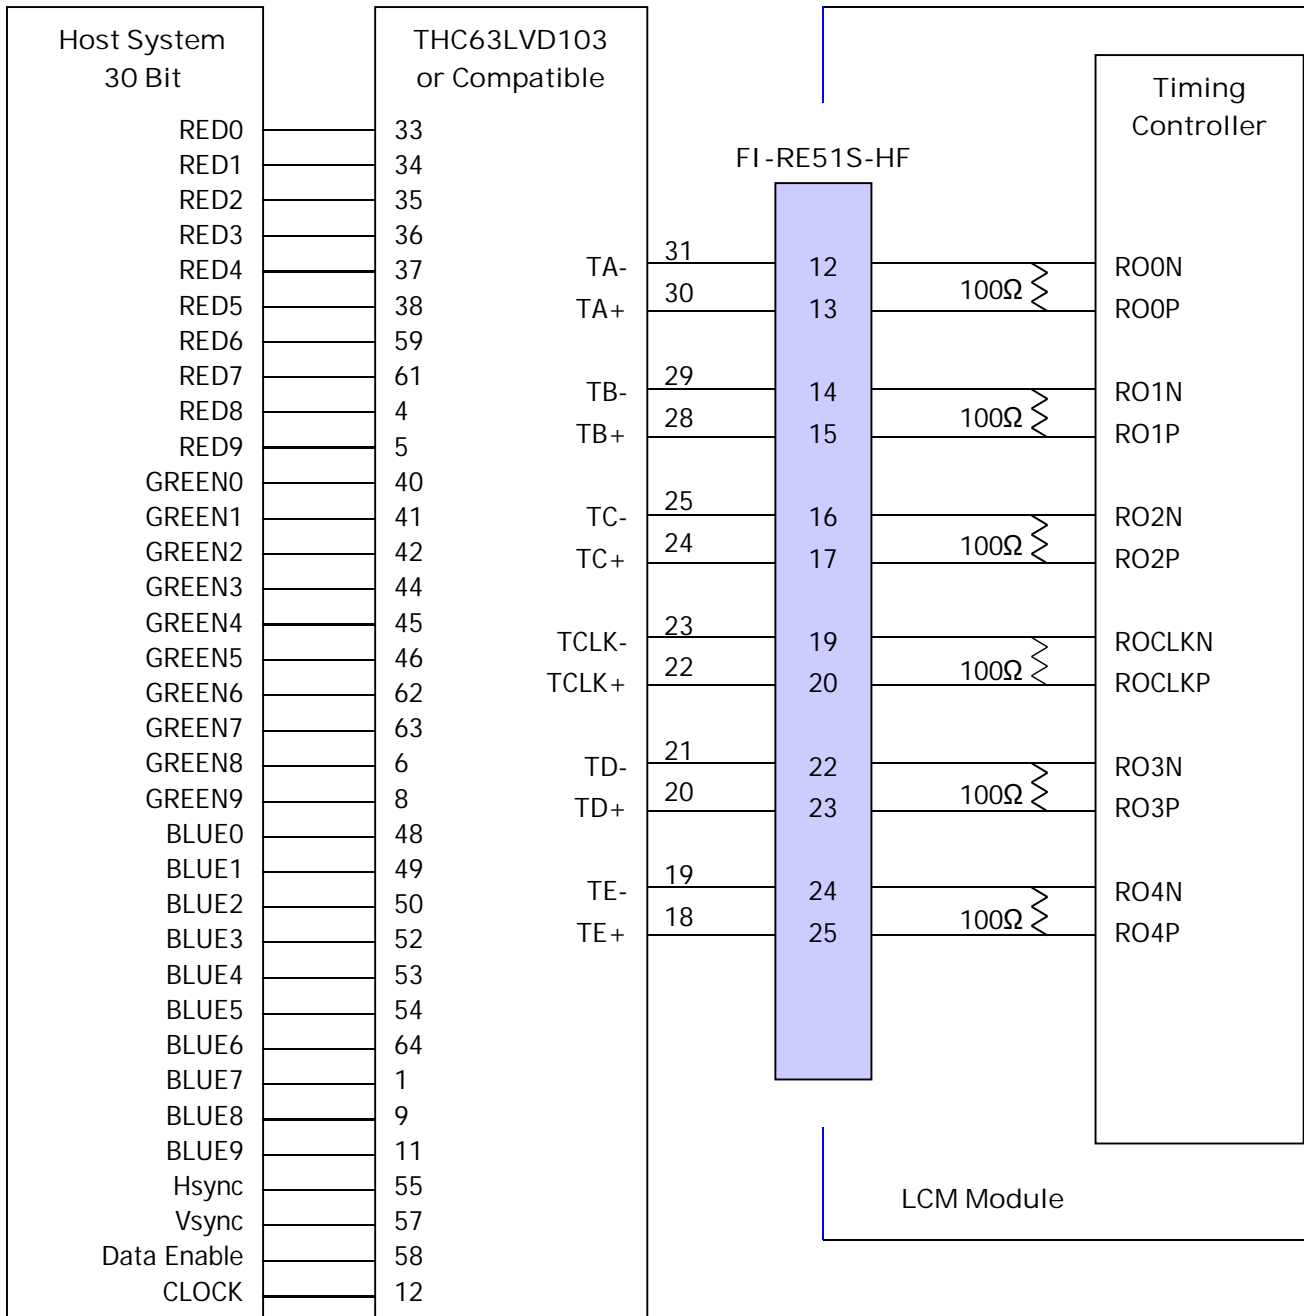 Host System
30 Bit
RED0 33
RED1 34
RED2 35
RED3 36
RED4 37
RED5 38
RED6 59
RED7 61
RED8 4
RED9 5
GREEN0 40
GREEN1 41
GREEN2 42
GREEN3 44
GREEN4 45
GREEN5 46
GREEN6 62
GREEN7 63
GREEN8 6
GREEN9 8
BLUE0 48
BLUE1 49
BLUE2 50
BLUE3 52
BLUE4 53
BLUE5 54
BLUE6 64
BLUE7 1
BLUE8 9
BLUE9 11
Hsync 55
Vsync 57
Data Enable 58
CLOCK 12
THC63LVD103
or Compatible
TA- 31
TA+ 30
TB- 29
TB+ 28
TC- 25
TC+ 24
TCLK- 23
TCLK+ 22
TD- 21
TD+ 20
TE- 19
TE+ 18
FI-RE51S-HF
12
13
14
15
16
17
19
20
22
23
24
25
100Ω
100Ω
100Ω
100Ω
100Ω
100Ω
Timing
Controller
RO0N
RO0P
RO1N
RO1P
RO2N
RO2P
ROCLKN
ROCLKP
RO3N
RO3P
RO4N
RO4P
LCM Module